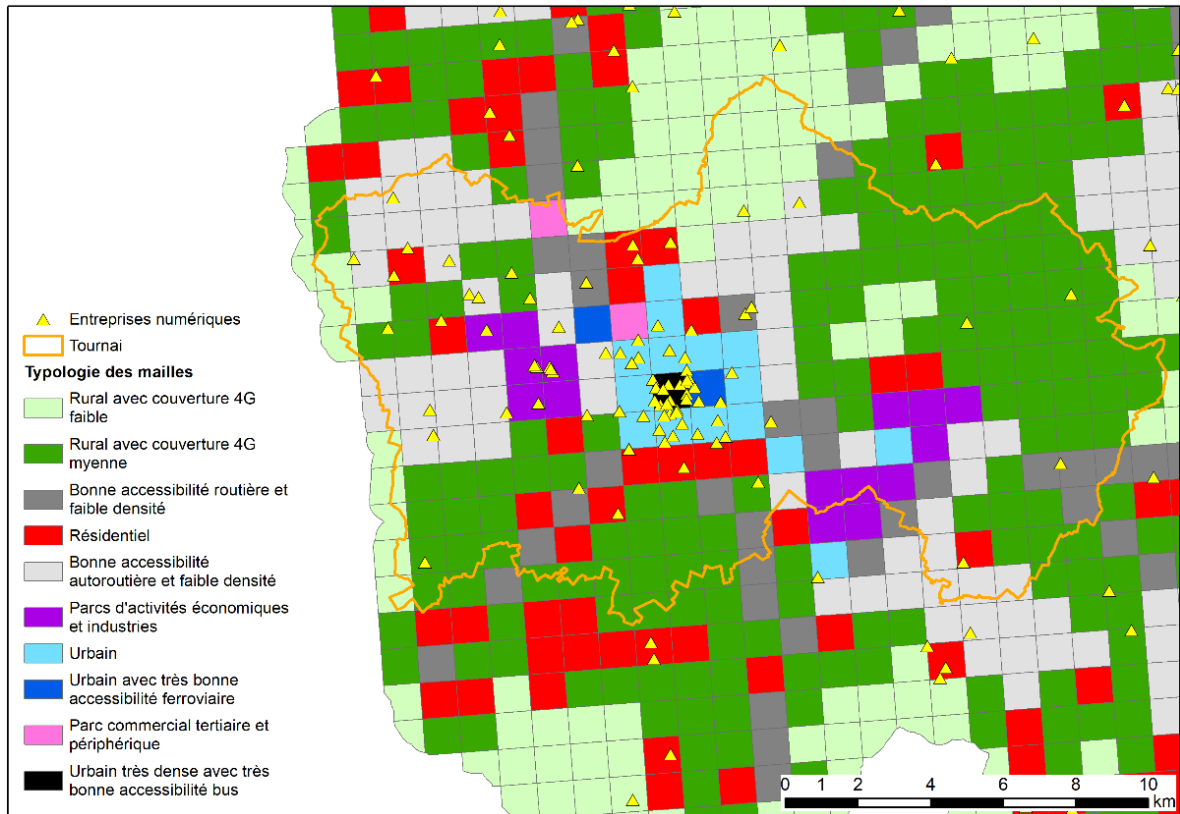 Entreprises numériques
Tournai
Typologie des mailles
Rural avec couverture 4G
faible
Rural avec couverture 4G
myenne
Bonne accessibilité routière et
faible densité
Résidentiel
Bonne accessibilité
autoroutière et faible densité
Parcs d'activités économiques
et industries
Urbain
Urbain avec très bonne
accessibilité ferroviaire
Parc commercial tertiaire et
périphérique
Urbain très dense avec très
bonne accessibilité bus
0 1 2 4 6 8 10
km